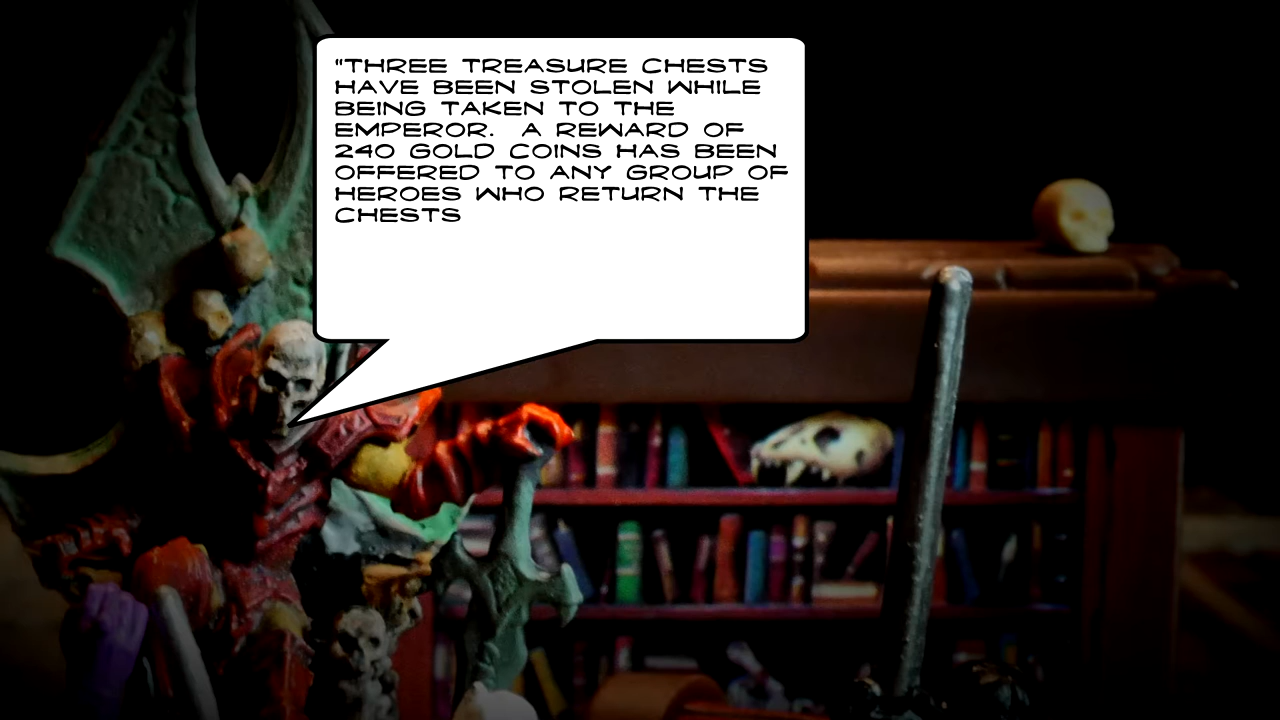 "THREE TREASURE CHESTS
HAVE BEEN STOLEN WHILE
BEING TAKEN TO THE
EMPEROR.  A REWARD OF
240 GOLD COINS HAS BEEN
OFFERED TO ANY GROUP OF
HEROES WHO RETURN THE
CHESTS